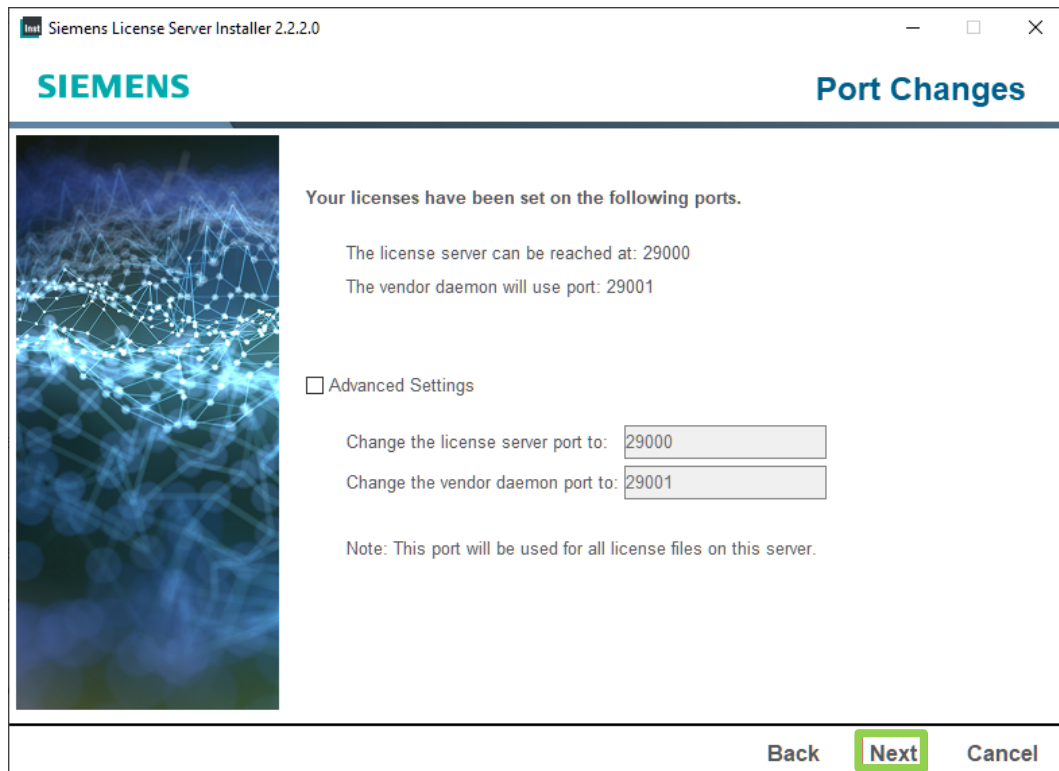 Inst Siemens License Server Installer 2.2.2.0
SIEMENS
Port Changes
Your licenses have been set on the following ports.
The license server can be reached at: 29000
The vendor daemon will use port: 29001
Advanced Settings
Change the license server port to: 29000
Change the vendor daemon port to: 29001
Note: This port will be used for all license files on this server.
Back Next Cancel